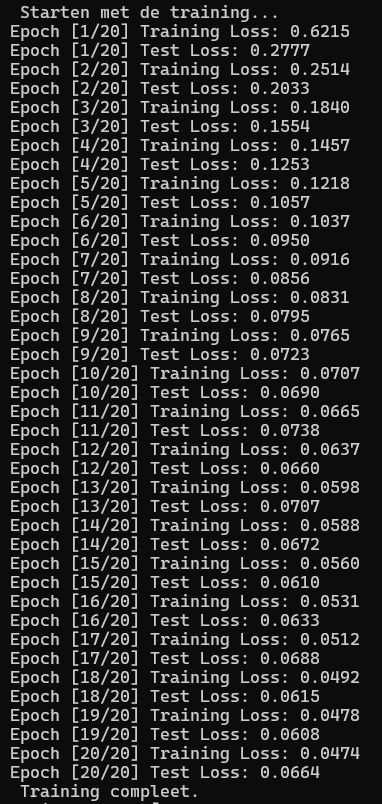 Starten met de training...
Epoch [1/20] Training Loss: 0.6215
Epoch [1/20] Test Loss: 0.2777
Epoch [2/20] Training Loss: 0.2514
Epoch [2/20] Test Loss: 0.2033
Epoch [3/20] Training Loss: 0.1840
Epoch [3/20] Test Loss: 0.1554
Epoch [4/20] Training Loss: 0.1457
Epoch [4/20] Test Loss: 0.1253
Epoch [5/20] Training Loss: 0.1218
Epoch [5/20] Test Loss: 0.1057
Epoch [6/20] Training Loss: 0.1037
Epoch [6/20] Test Loss: 0.0950
Epoch [7/20] Training Loss: 0.0916
Epoch [7/20] Test Loss: 0.0856
Epoch [8/20] Training Loss: 0.0831
Epoch [8/20] Test Loss: 0.0795
Epoch [9/20] Training Loss: 0.0765
Epoch [9/20] Test Loss: 0.0723
Epoch [10/20] Training Loss: 0.0707
Epoch [10/20] Test Loss: 0.0690
Epoch [11/20] Training Loss: 0.0665
Epoch [11/20] Test Loss: 0.0738
Epoch [12/20] Training Loss: 0.0637
Epoch [12/20] Test Loss: 0.0660
Epoch [13/20] Training Loss: 0.0598
Epoch [13/20] Test Loss: 0.0707
Epoch [14/20] Training Loss: 0.0588
Epoch [14/20] Test Loss: 0.0672
Epoch [15/20] Training Loss: 0.0560
Epoch [15/20] Test Loss: 0.0610
Epoch [16/20] Training Loss: 0.0531
Epoch [16/20] Test Loss: 0.0633
Epoch [17/20] Training Loss: 0.0512
Epoch [17/20] Test Loss: 0.0688
Epoch [18/20] Training Loss: 0.0492
Epoch [18/20] Test Loss: 0.0615
Epoch [19/20] Training Loss: 0.0478
Epoch [19/20] Test Loss: 0.0608
Epoch [20/20] Training Loss: 0.0474
Epoch [20/20] Test Loss: 0.0664
Training compleet.